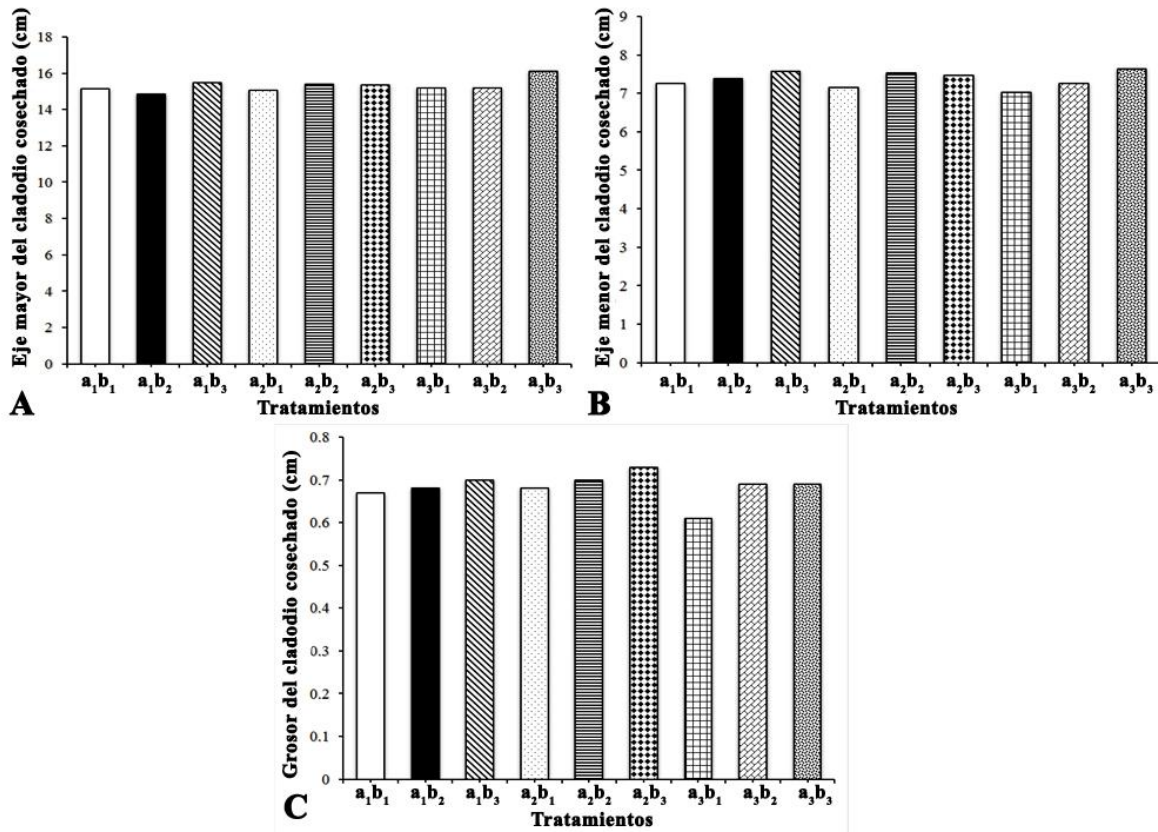 Eje mayor del cladodio cosechado (cm)
18
16
14
12
10
8
6
4
2
0
a₁b₁ a₁b₂ a₁b₃ a₂b₁ a₂b₂ a₂b₃ a₃b₁ a₃b₂ a₃b₃
Tratamientos
A
Eje menor del cladodio cosechado (cm)
9
8
7
6
5
4
3
2
1
0
a₁b₁ a₁b₂ a₁b₃ a₂b₁ a₂b₂ a₂b₃ a₃b₁ a₃b₂ a₃b₃
Tratamientos
B
Grosor del cladodio cosechado (cm)
0.8
0.7
0.6
0.5
0.4
0.3
0.2
0.1
0
a₁b₁ a₁b₂ a₁b₃ a₂b₁ a₂b₂ a₂b₃ a₃b₁ a₃b₂ a₃b₃
Tratamientos
C